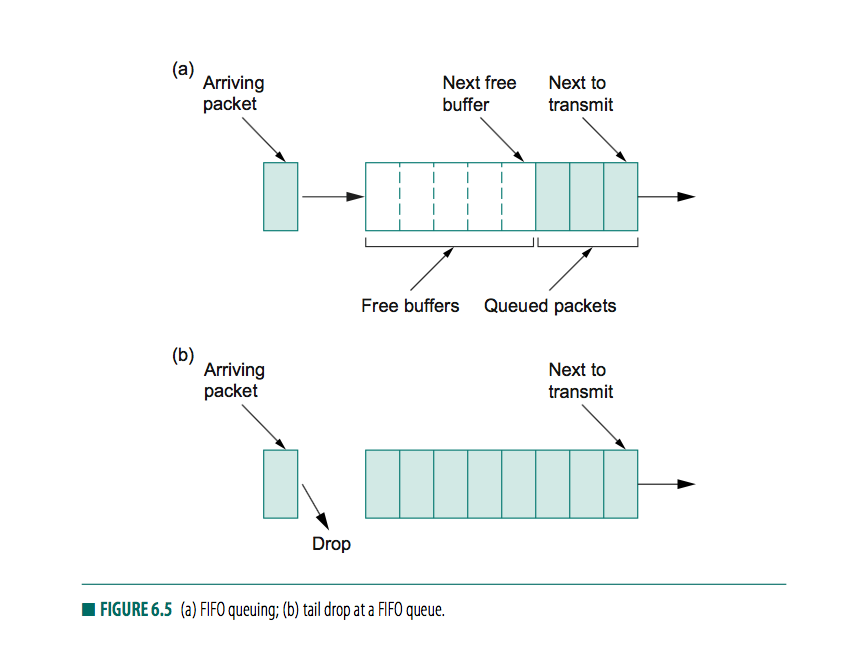 (a)
Arriving
packet
Next free
buffer
Next to
transmit
Free buffers
Queued packets
(b)
Arriving
packet
Next to
transmit
Drop
FIGURE 6.5 (a) FIFO queuing; (b) tail drop at a FIFO queue.